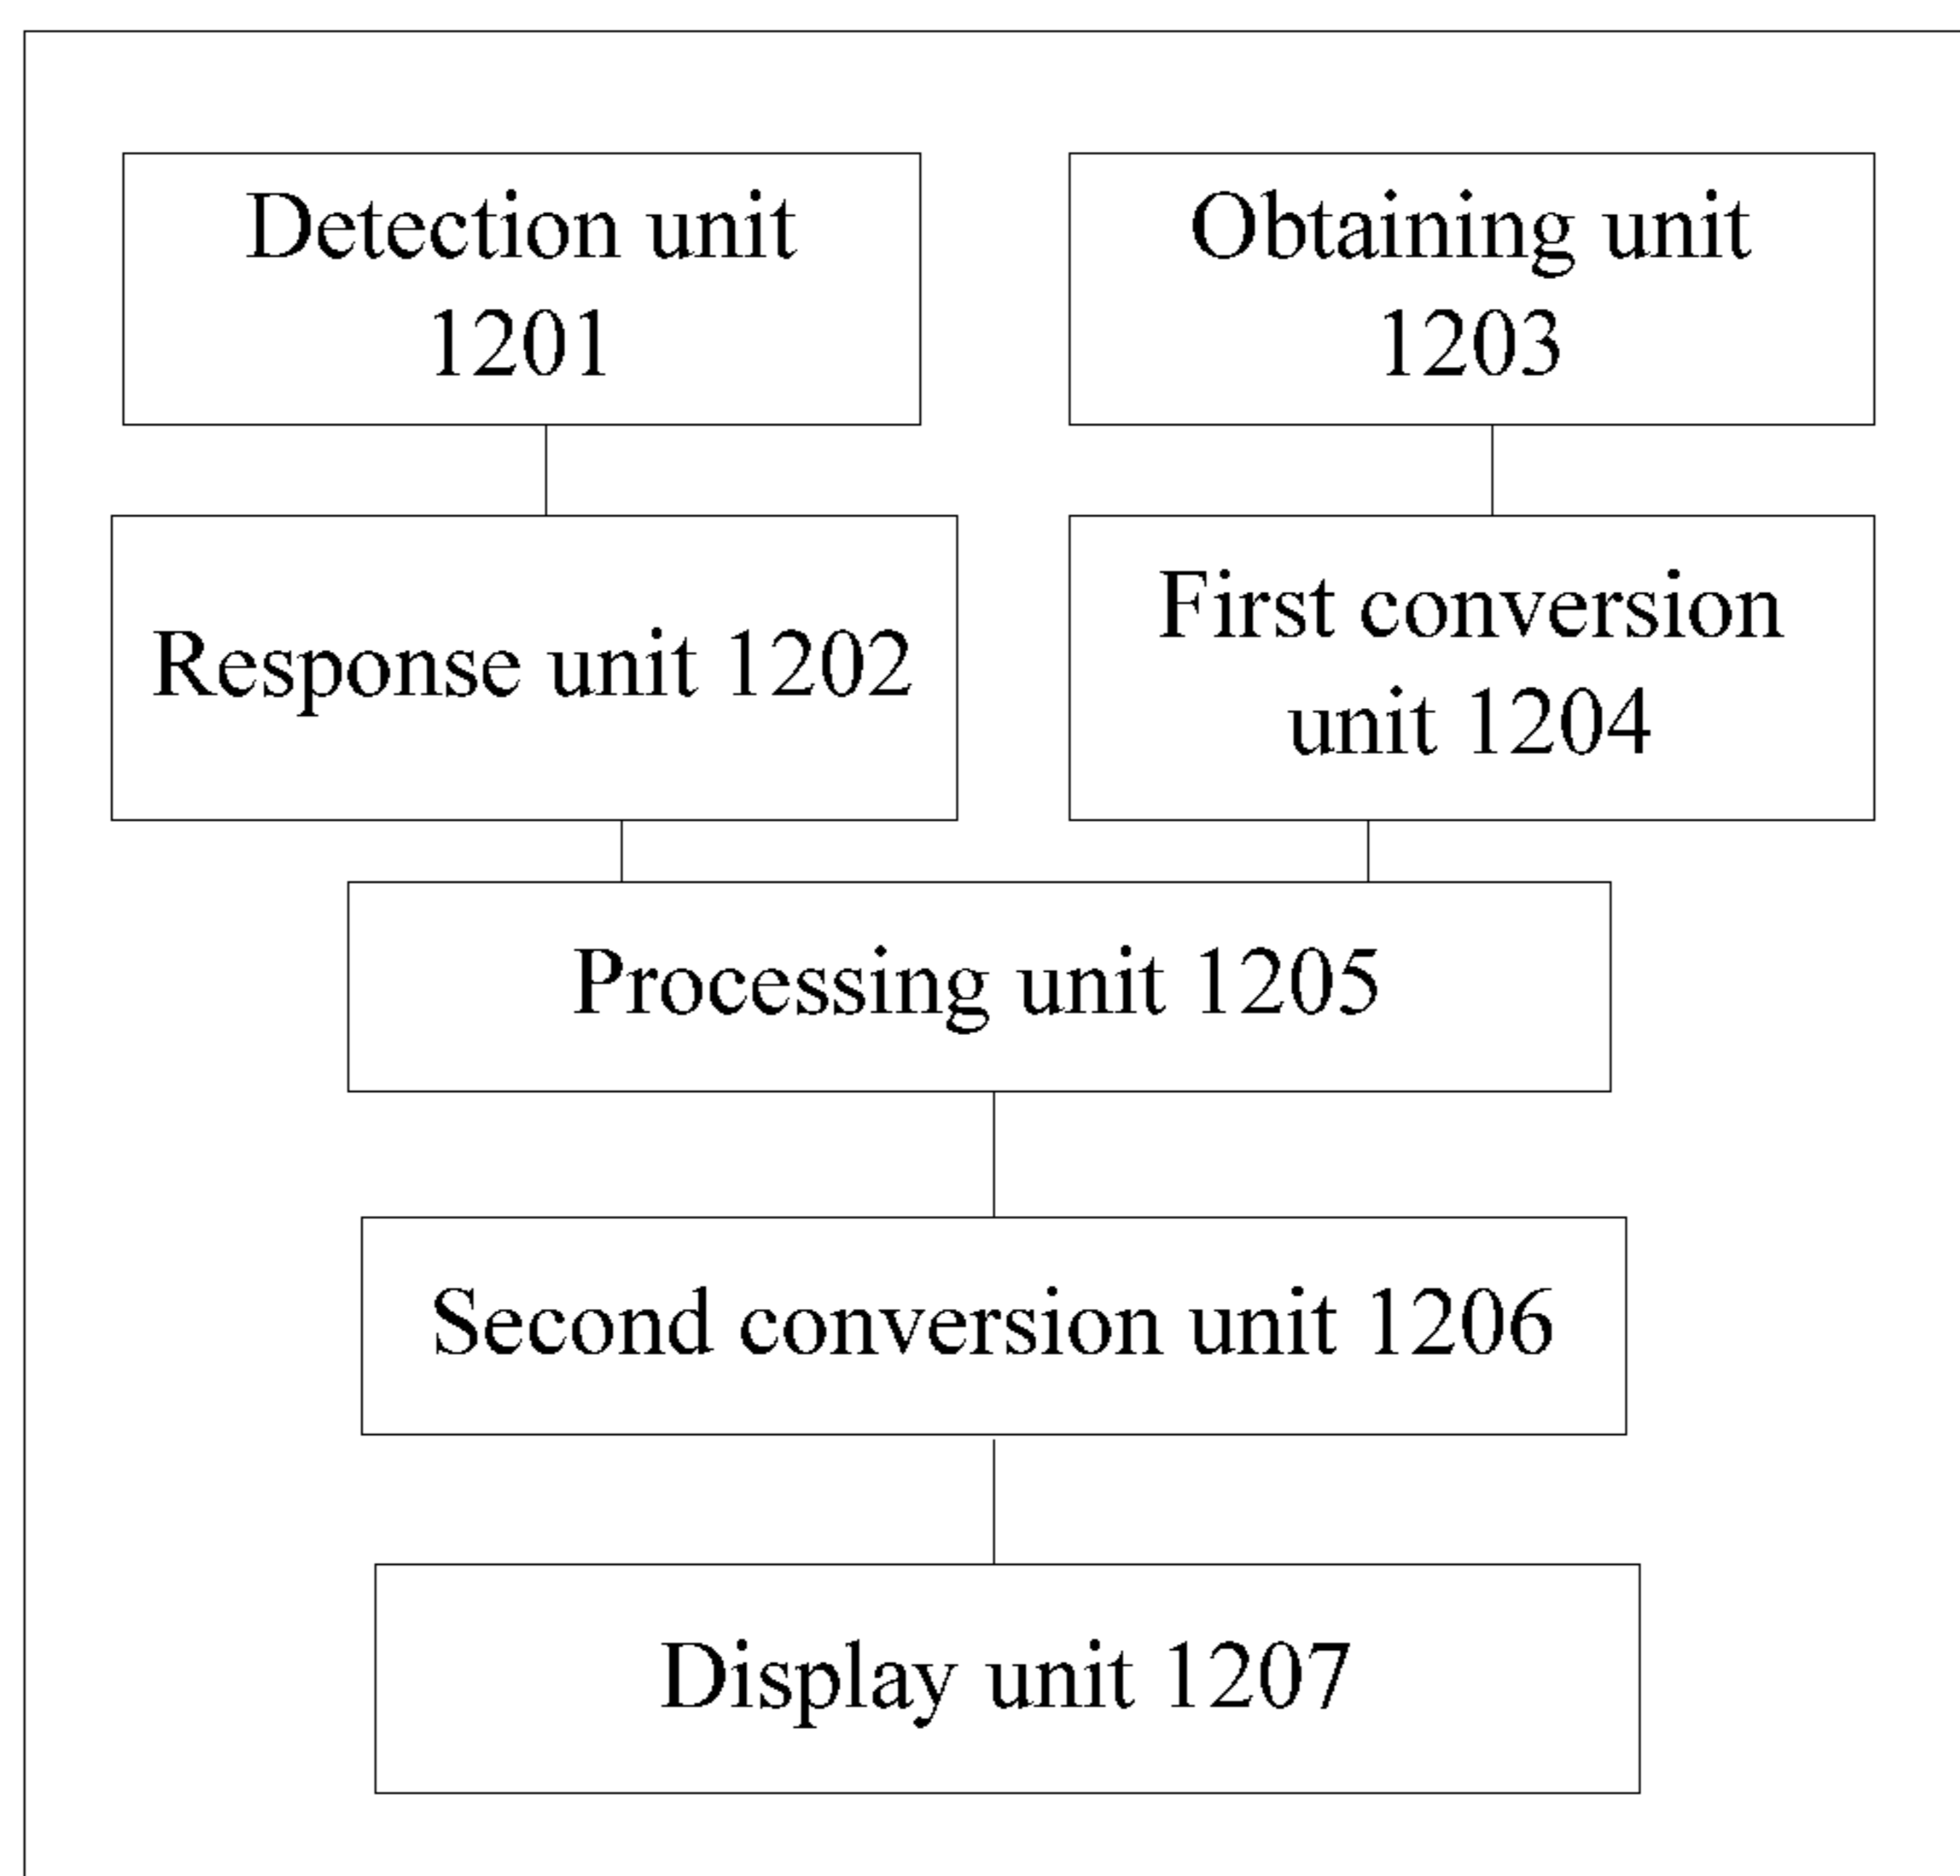 Detection unit
1201
Obtaining unit
1203
Response unit 1202
First conversion
unit 1204
Processing unit 1205
Second conversion unit 1206
Display unit 1207